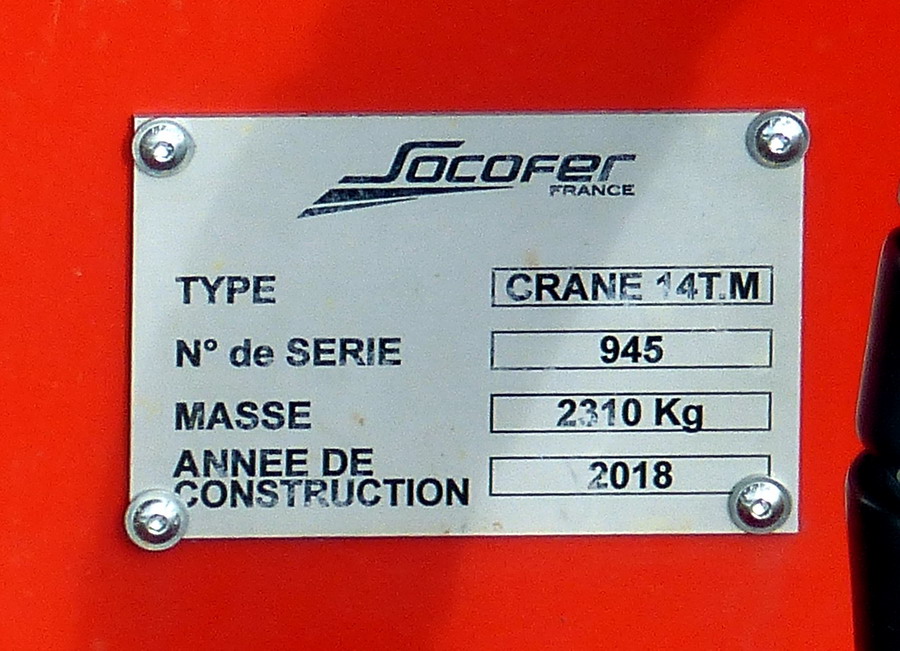 Socofer
FRANCE
TYPE CRANE 14T.M
N° de SERIE 945
MASSE 2310 Kg
ANNEE DE
CONSTRUCTION 2018